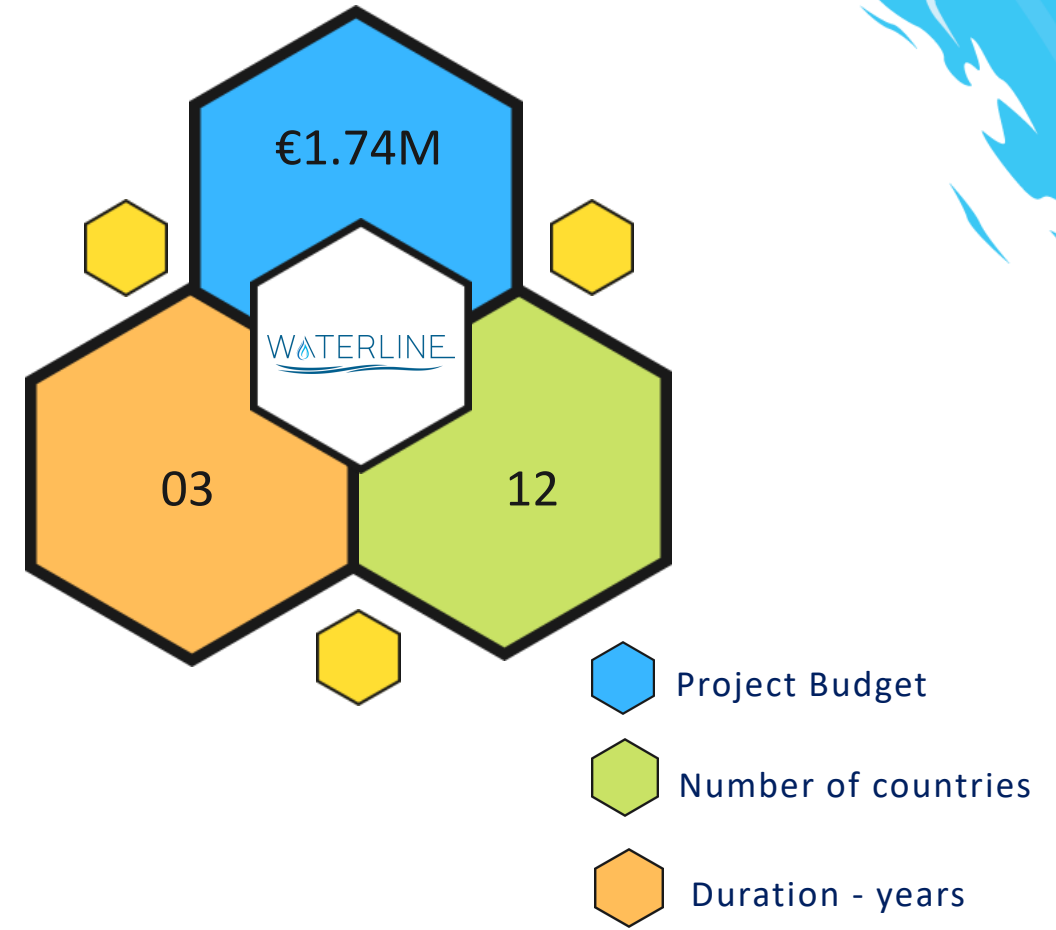 €1.74M
WATERLINE
03
12
Project Budget
Number of countries
Duration - years